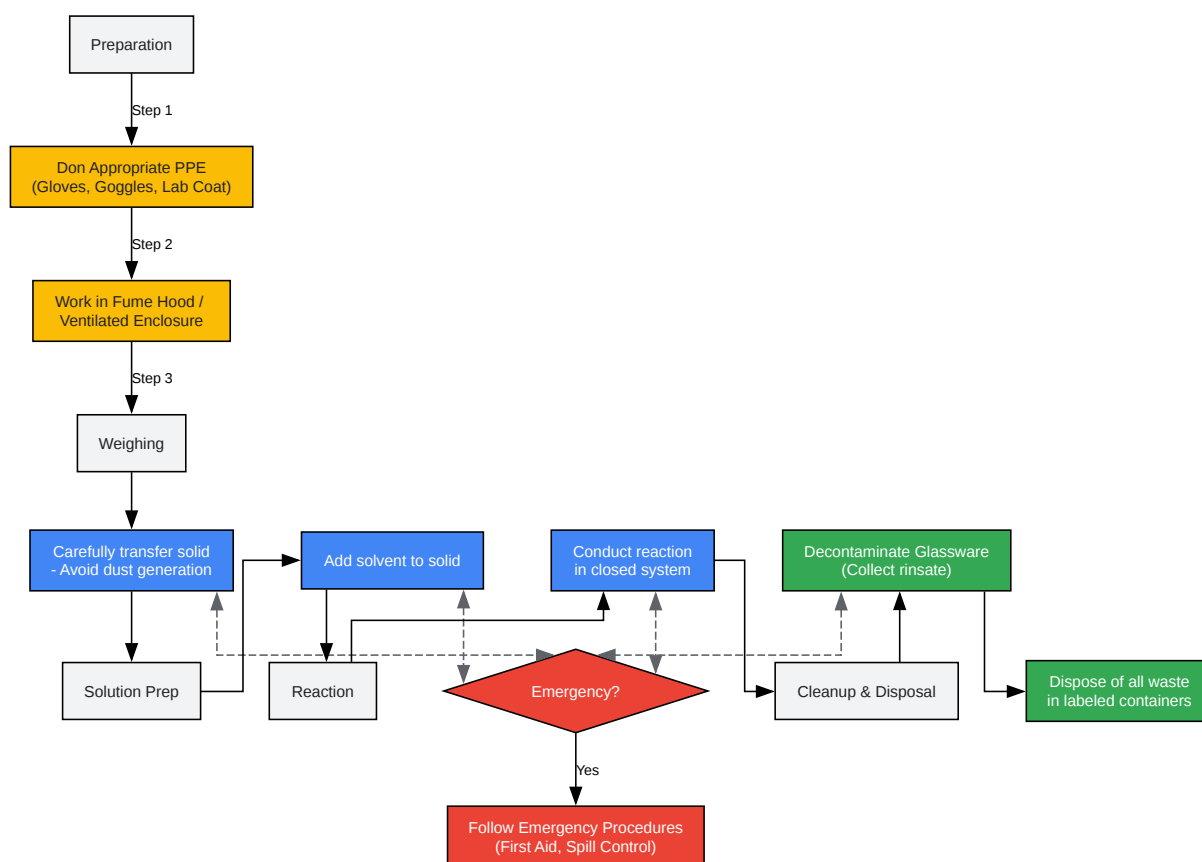 Preparation
Step 1
Don Appropriate PPE
(Gloves, Goggles, Lab Coat)
Step 2
Work in Fume Hood /
Ventilated Enclosure
Step 3
Weighing
Carefully transfer solid
- Avoid dust generation
Add solvent to solid
Conduct reaction
in closed system
Decontaminate Glassware
(Collect rinsate)
Solution Prep
Reaction
Emergency?
Cleanup & Disposal
Dispose of all waste
in labeled containers
Yes
Follow Emergency Procedures
(First Aid, Spill Control)